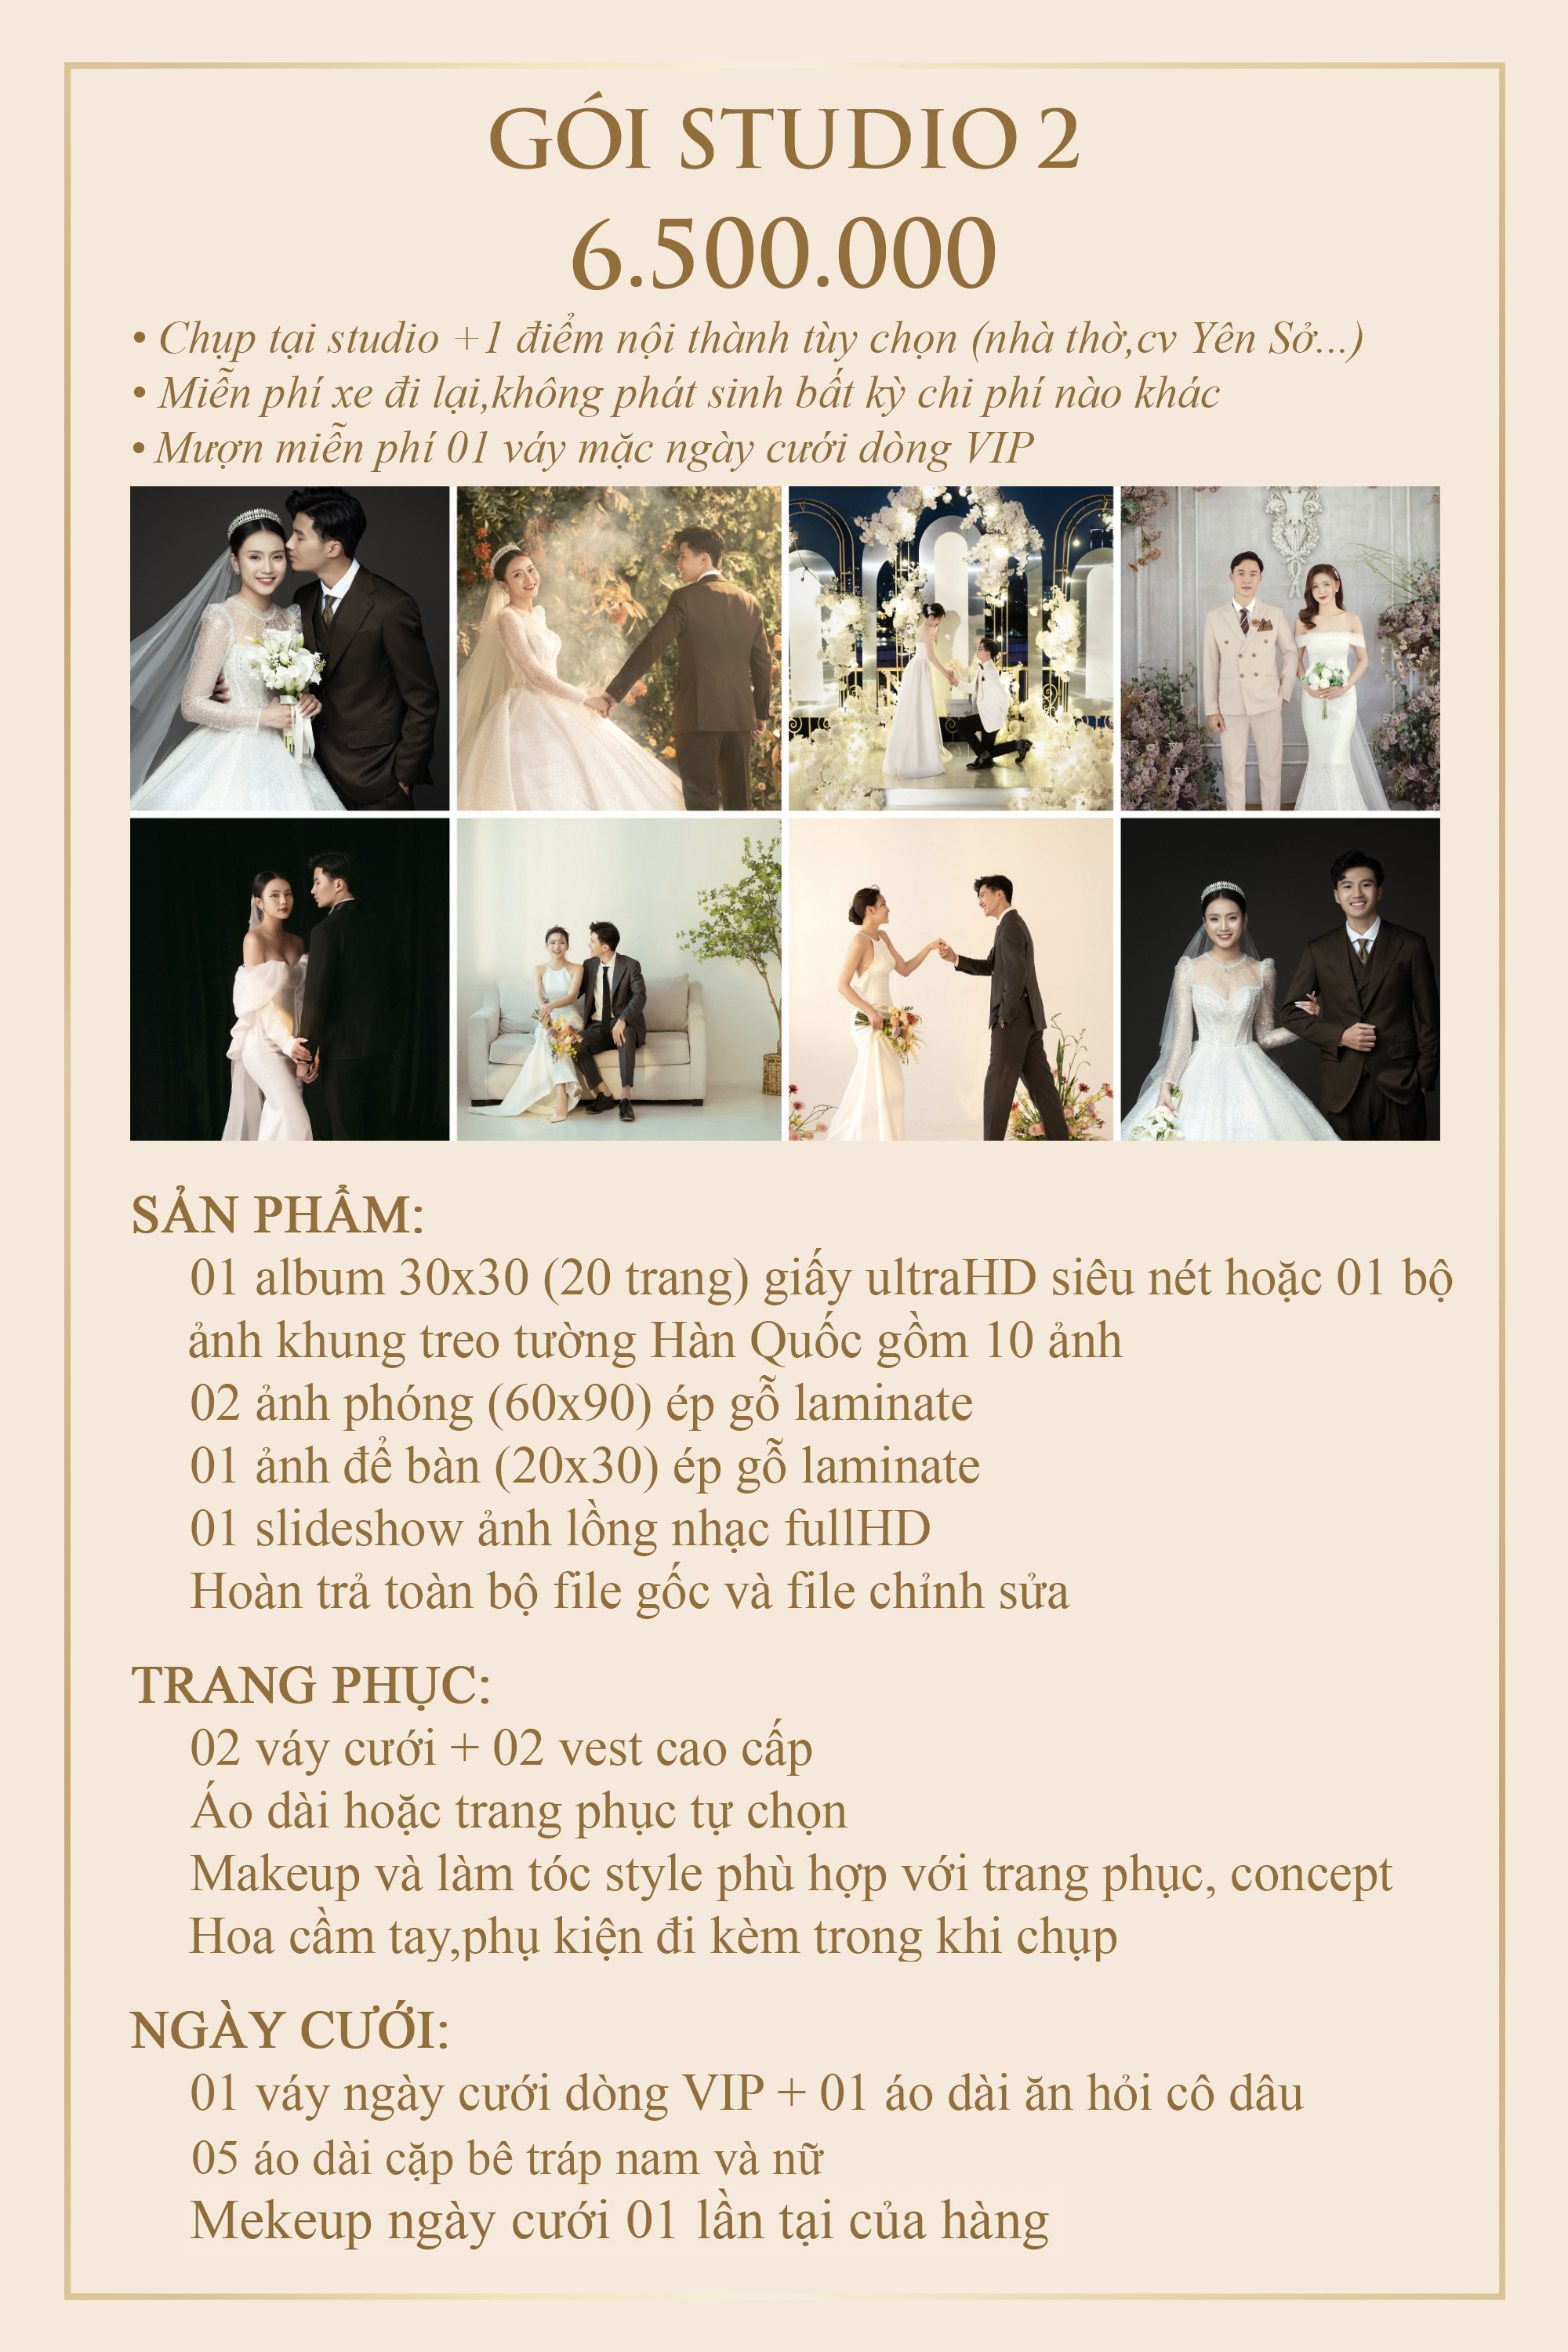 GÓI STUDIO 2
6.500.000
• Chụp tại studio +1 điểm nội thành tùy chọn (nhà thờ,cv Yên Sở...)
• Miễn phí xe đi lại,không phát sinh bất kỳ chi phí nào khác
• Mượn miễn phí 01 váy mặc ngày cưới dòng VIP
SẢN PHẨM:
01 album 30x30 (20 trang) giấy ultraHD siêu nét hoặc 01 bộ
ảnh khung treo tường Hàn Quốc gồm 10 ảnh
02 ảnh phóng (60x90) ép gỗ laminate
01 ảnh để bàn (20x30) ép gỗ laminate
01 slideshow ảnh lồng nhạc fullHD
Hoàn trả toàn bộ file gốc và file chỉnh sửa
TRANG PHỤC:
02 váy cưới + 02 vest cao cấp
Áo dài hoặc trang phục tự chọn
Makeup và làm tóc style phù hợp với trang phục, concept
Hoa cầm tay,phụ kiện đi kèm trong khi chụp
NGÀY CƯỚI:
01 váy ngày cưới dòng VIP + 01 áo dài ăn hỏi cô dâu
05 áo dài cặp bê tráp nam và nữ
Mekeup ngày cưới 01 lần tại của hàng